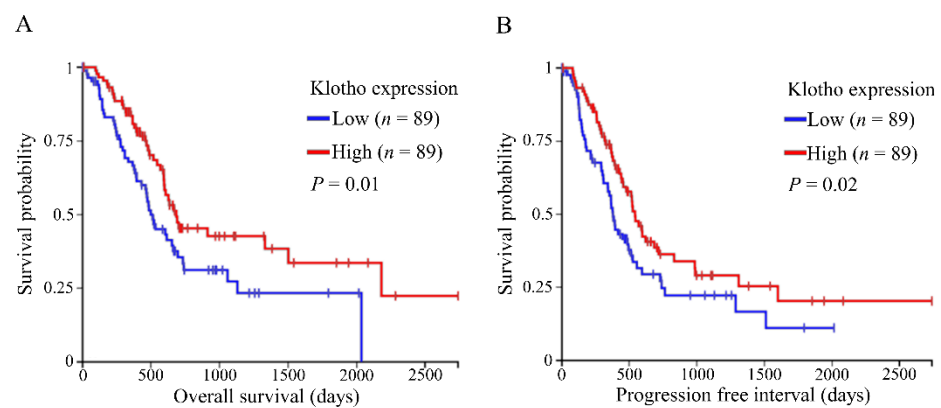 A
B
Klotho expression
Low (n = 89)
High (n = 89)
P = 0.01
Survival probability
1
0.75
0.5
0.25
0
0
500
1000
1500
2000
2500
Overall survival (days)
Klotho expression
Low (n = 89)
High (n = 89)
P = 0.02
Survival probability
1
0.75
0.5
0.25
0
0
500
1000
1500
2000
2500
Progression free interval (days)